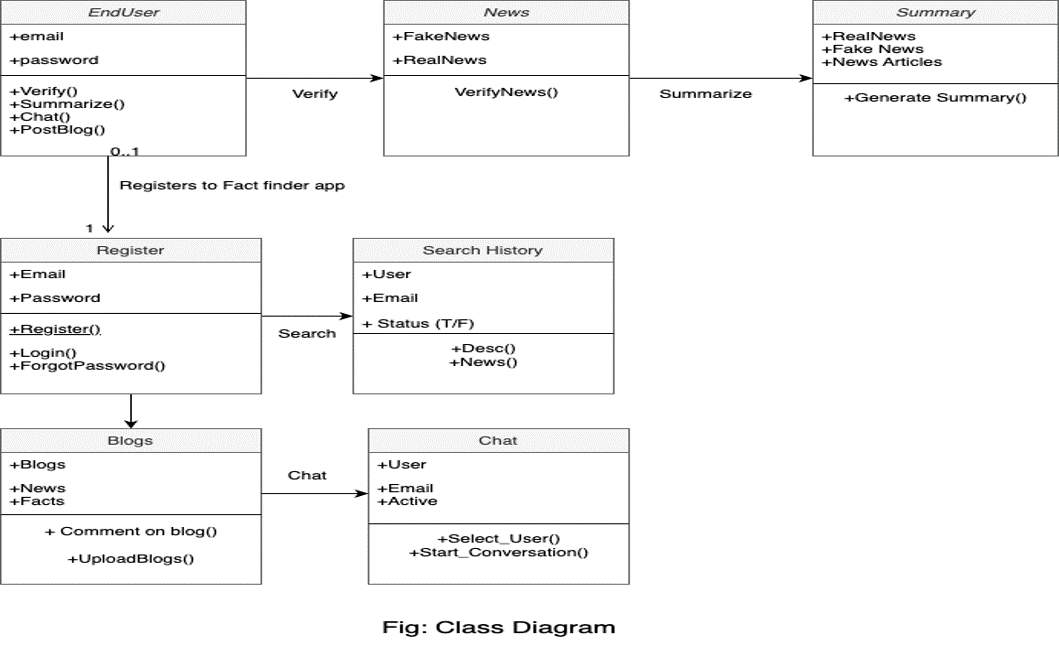 EndUser
+email
+password
+Verify()
+Summarize()
+Chat()
+PostBlog()
0..1
Verify
News
+FakeNews
+RealNews
VerifyNews()
Summarize
Summary
+RealNews
+Fake News
+News Articles
+Generate Summary()
Registers to Fact finder app
1
Register
+Email
+Password
+Register()
+Login()
+ForgotPassword()
Search
Search History
+User
+Email
+ Status (T/F)
+Desc()
+News()
Blogs
+Blogs
+News
+Facts
+ Comment on blog()
+UploadBlogs()
Chat
Chat
+User
+Email
+Active
+Select_User()
+Start_Conversation()
Fig: Class Diagram